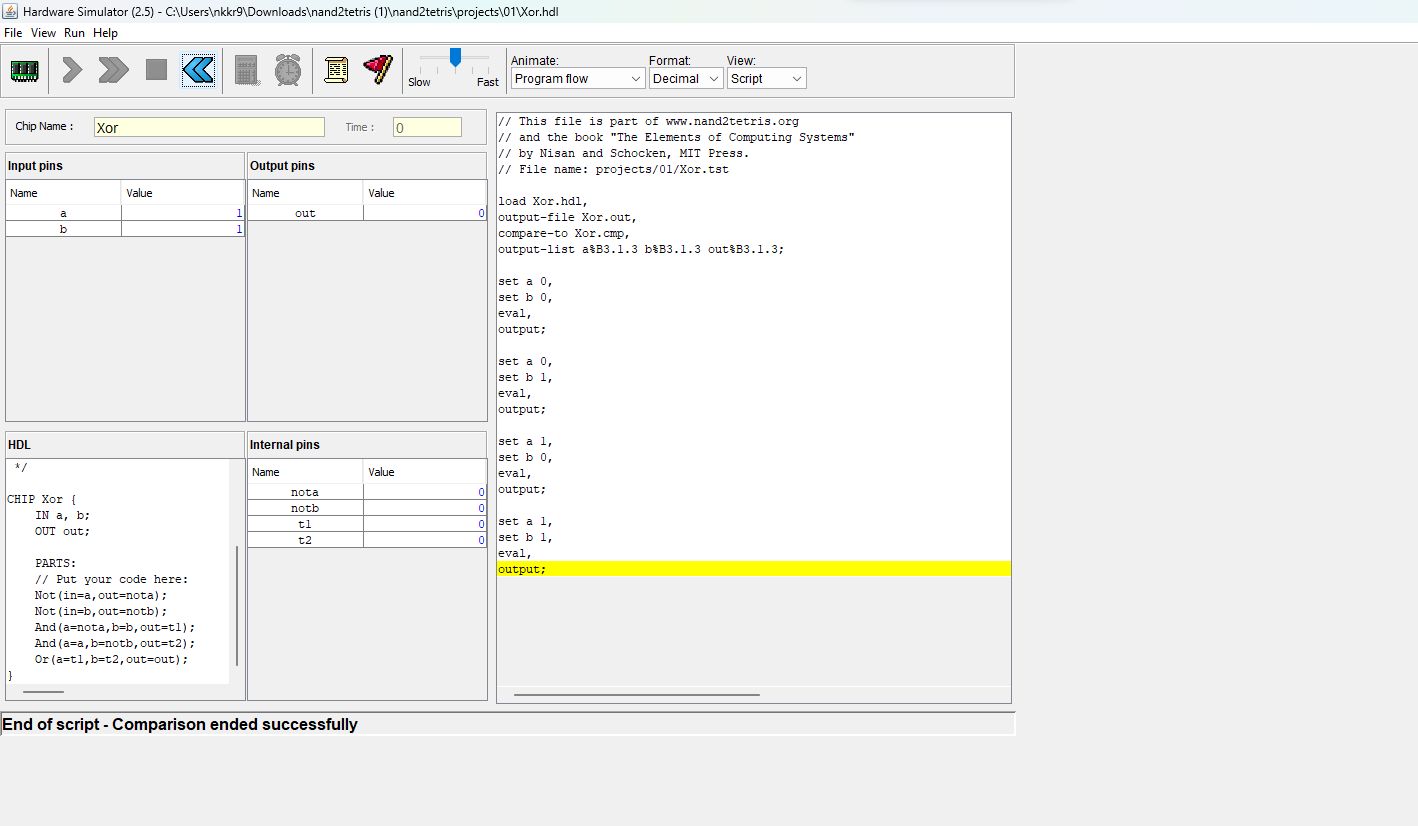 Hardware Simulator (2.5) - C:\Users\nkkr9\Downloads\nand2tetris (1)\nand2tetris\projects\01\Xor.hdl
File View Run Help
Slow Fast
Animate:
Program flow
Format:
Decimal
View:
Script
Chip Name : Xor Time : 0
Input pins
Name Value
a 1
b 1
Output pins
Name Value
out 0
HDL
*/
CHIP Xor {
IN a, b;
OUT out;
PARTS:
// Put your code here:
Not(in=a,out=nota);
Not(in=b,out=notb);
And(a=nota,b=b,out=t1);
And(a=a,b=notb,out=t2);
Or(a=t1,b=t2,out=out);
}
Internal pins
Name Value
nota 0
notb 0
t1 0
t2 0
// This file is part of www.nand2tetris.org
// and the book "The Elements of Computing Systems"
// by Nisan and Schocken, MIT Press.
// File name: projects/01/Xor.tst
load Xor.hdl,
output-file Xor.out,
compare-to Xor.cmp,
output-list a%B3.1.3 b%B3.1.3 out%B3.1.3;
set a 0,
set b 0,
eval,
output;
set a 0,
set b 1,
eval,
output;
set a 1,
set b 0,
eval,
output;
set a 1,
set b 1,
eval,
output;
End of script - Comparison ended successfully